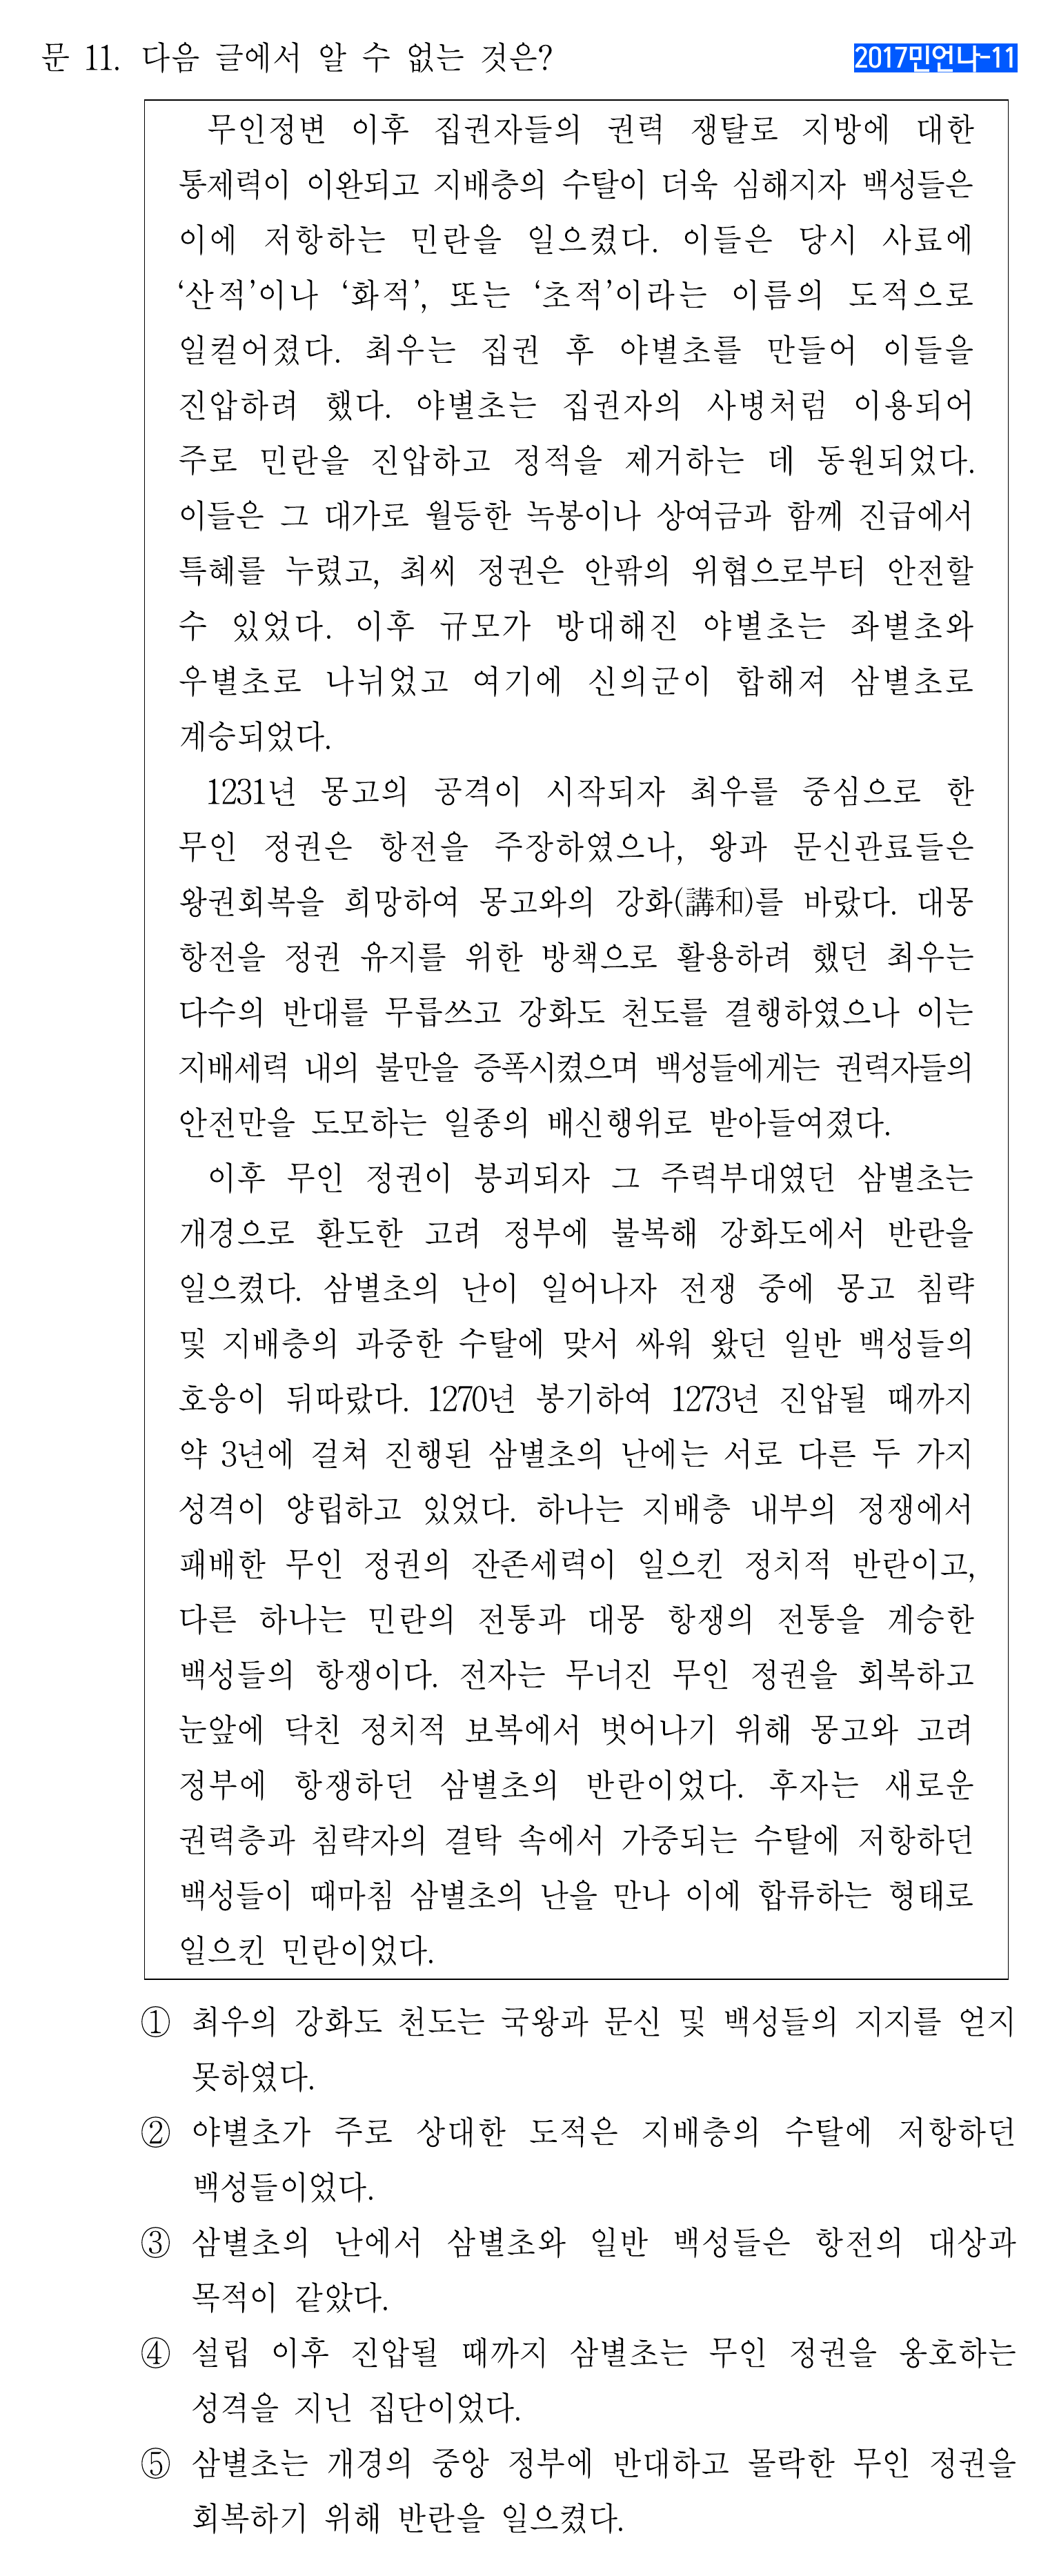 문 11. 다음 글에서 알 수 없는 것은?
2017민언나-11
무인정변 이후 집권자들의 권력 쟁탈로 지방에 대한
통제력이 이완되고 지배층의 수탈이 더욱 심해지자 백성들은
이에 저항하는 민란을 일으켰다. 이들은 당시 사료에
‘산적’이나 ‘화적’, 또는 ‘초적’이라는 이름의 도적으로
일컬어졌다. 최우는 집권 후 야별초를 만들어 이들을
진압하려 했다. 야별초는 집권자의 사병처럼 이용되어
주로 민란을 진압하고 정적을 제거하는 데 동원되었다.
이들은 그 대가로 월등한 녹봉이나 상여금과 함께 진급에서
특혜를 누렸고, 최씨 정권은 안팎의 위협으로부터 안전할
수 있었다. 이후 규모가 방대해진 야별초는 좌별초와
우별초로 나뉘었고 여기에 신의군이 합해져 삼별초로
계승되었다.
1231년 몽고의 공격이 시작되자 최우를 중심으로 한
무인 정권은 항전을 주장하였으나, 왕과 문신관료들은
왕권회복을 희망하여 몽고와의 강화(講和)를 바랐다. 대몽
항전을 정권 유지를 위한 방책으로 활용하려 했던 최우는
다수의 반대를 무릅쓰고 강화도 천도를 결행하였으나 이는
지배세력 내의 불만을 증폭시켰으며 백성들에게는 권력자들의
안전만을 도모하는 일종의 배신행위로 받아들여졌다.
이후 무인 정권이 붕괴되자 그 주력부대였던 삼별초는
개경으로 환도한 고려 정부에 불복해 강화도에서 반란을
일으켰다. 삼별초의 난이 일어나자 전쟁 중에 몽고 침략
및 지배층의 과중한 수탈에 맞서 싸워 왔던 일반 백성들의
호응이 뒤따랐다. 1270년 봉기하여 1273년 진압될 때까지
약 3년에 걸쳐 진행된 삼별초의 난에는 서로 다른 두 가지
성격이 양립하고 있었다. 하나는 지배층 내부의 정쟁에서
패배한 무인 정권의 잔존세력이 일으킨 정치적 반란이고,
다른 하나는 민란의 전통과 대몽 항쟁의 전통을 계승한
백성들의 항쟁이다. 전자는 무너진 무인 정권을 회복하고
눈앞에 닥친 정치적 보복에서 벗어나기 위해 몽고와 고려
정부에 항쟁하던 삼별초의 반란이었다. 후자는 새로운
권력층과 침략자의 결탁 속에서 가중되는 수탈에 저항하던
백성들이 때마침 삼별초의 난을 만나 이에 합류하는 형태로
일으킨 민란이었다.
① 최우의 강화도 천도는 국왕과 문신 및 백성들의 지지를 얻지
못하였다.
② 야별초가 주로 상대한 도적은 지배층의 수탈에 저항하던
백성들이었다.
③ 삼별초의 난에서 삼별초와 일반 백성들은 항전의 대상과
목적이 같았다.
④ 설립 이후 진압될 때까지 삼별초는 무인 정권을 옹호하는
성격을 지닌 집단이었다.
⑤ 삼별초는 개경의 중앙 정부에 반대하고 몰락한 무인 정권을
회복하기 위해 반란을 일으켰다.